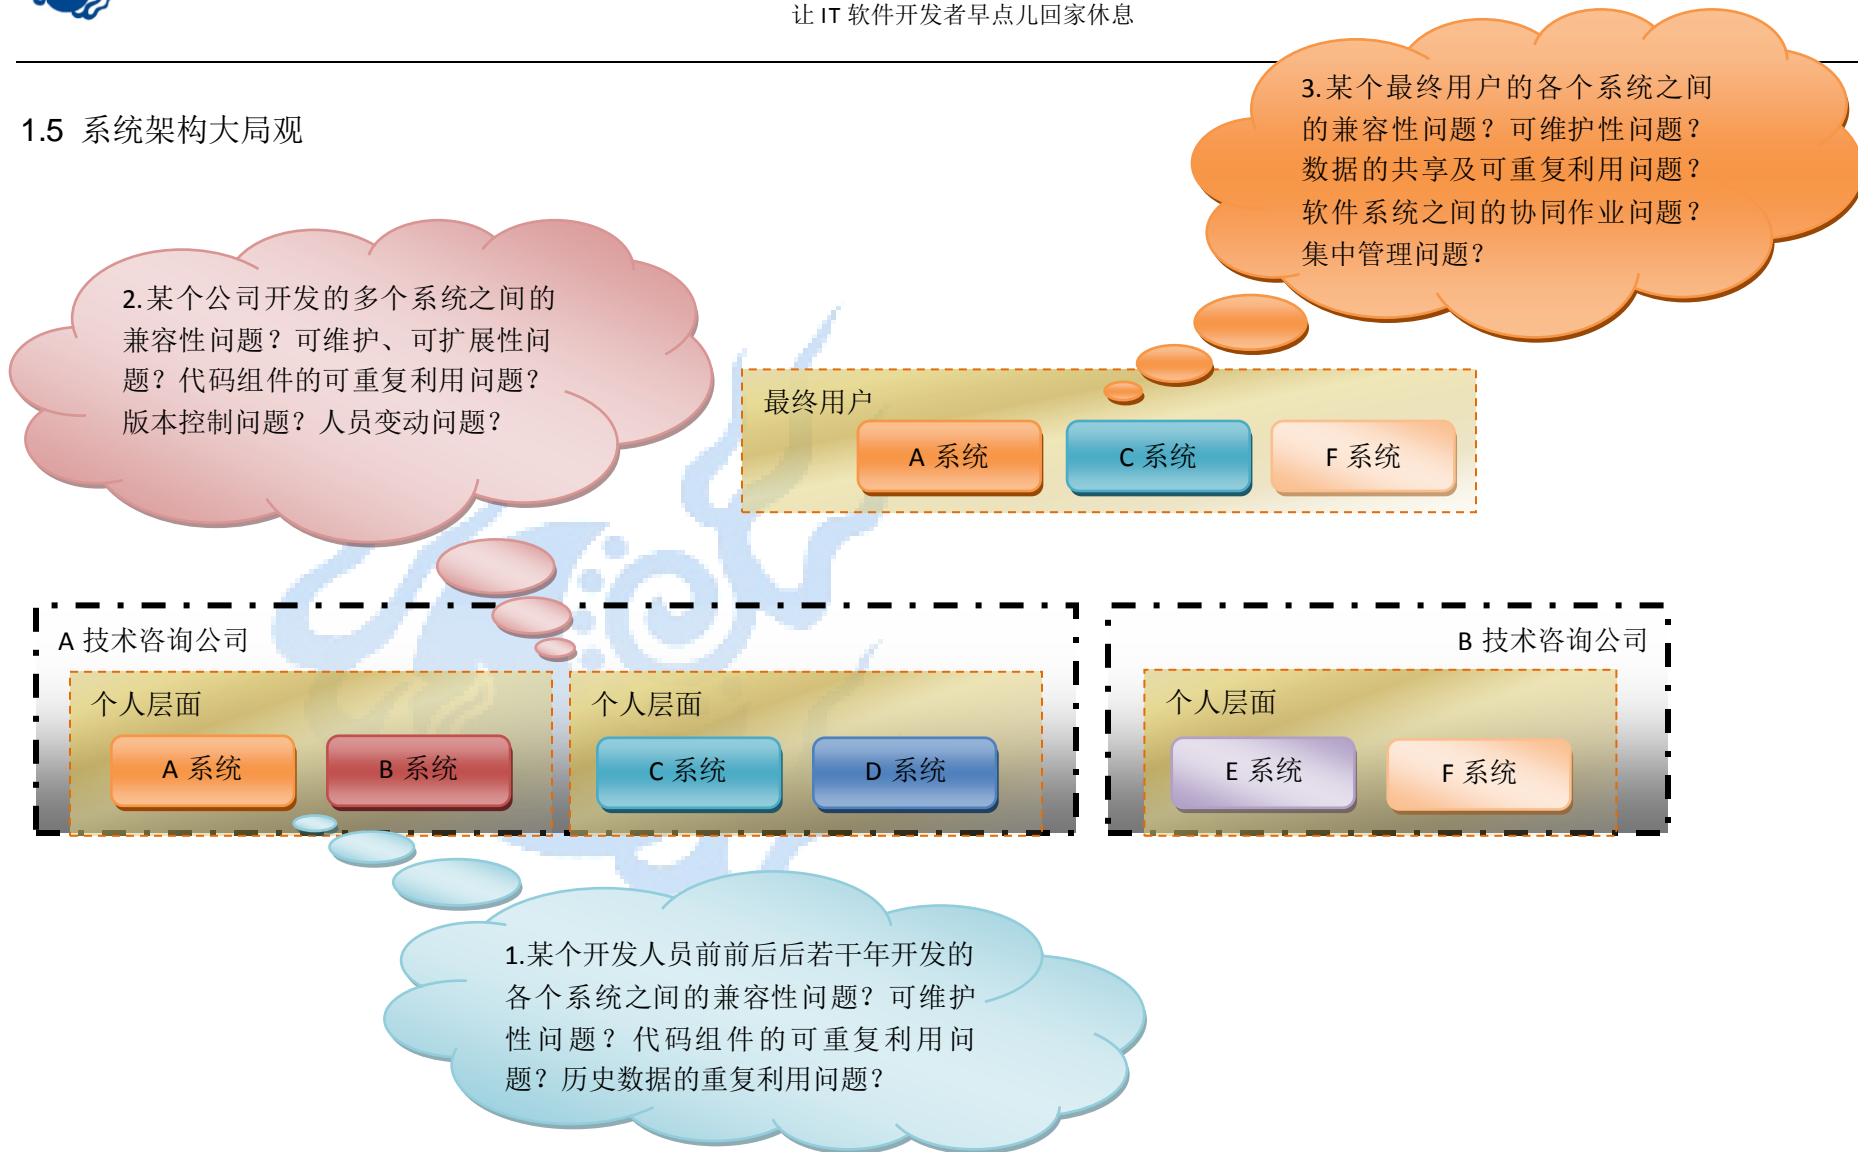 让 IT 软件开发者早点儿回家休息
1.5 系统架构大局观
3.某个最终用户的各个系统之间
的兼容性问题？可维护性问题？
数据的共享及可重复利用问题？
软件系统之间的协同作业问题？
集中管理问题？
2.某个公司开发的多个系统之间的
兼容性问题？可维护、可扩展性问
题？代码组件的可重复利用问题？
版本控制问题？人员变动问题？
最终用户
A 系统
C 系统
F 系统
A 技术咨询公司
B 技术咨询公司
个人层面
个人层面
个人层面
A 系统
B 系统
C 系统
D 系统
E 系统
F 系统
1.某个开发人员前前后后若干年开发的
各个系统之间的兼容性问题？可维护
性问题？代码组件的可重复利用问
题？历史数据的重复利用问题？